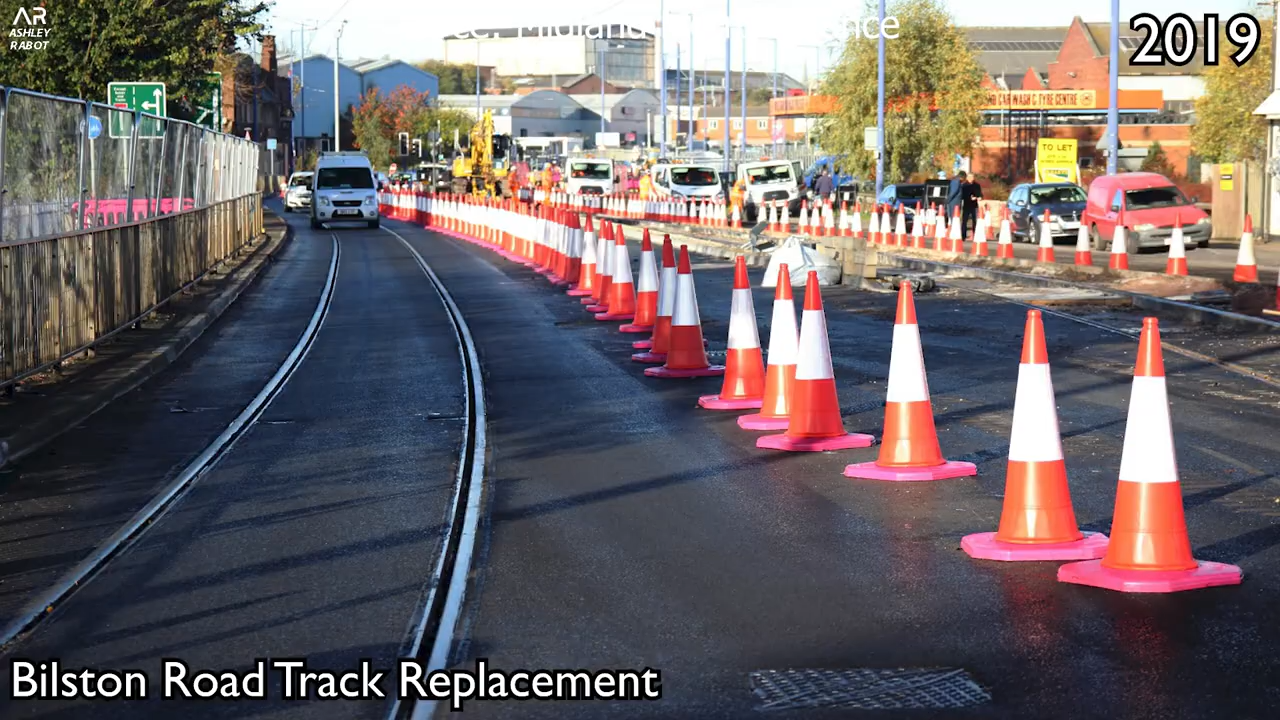 AR
ASHLEY
RABOT
2019
CAR WASH & TYRE CENTRE
TO LET
Bilston Road Track Replacement